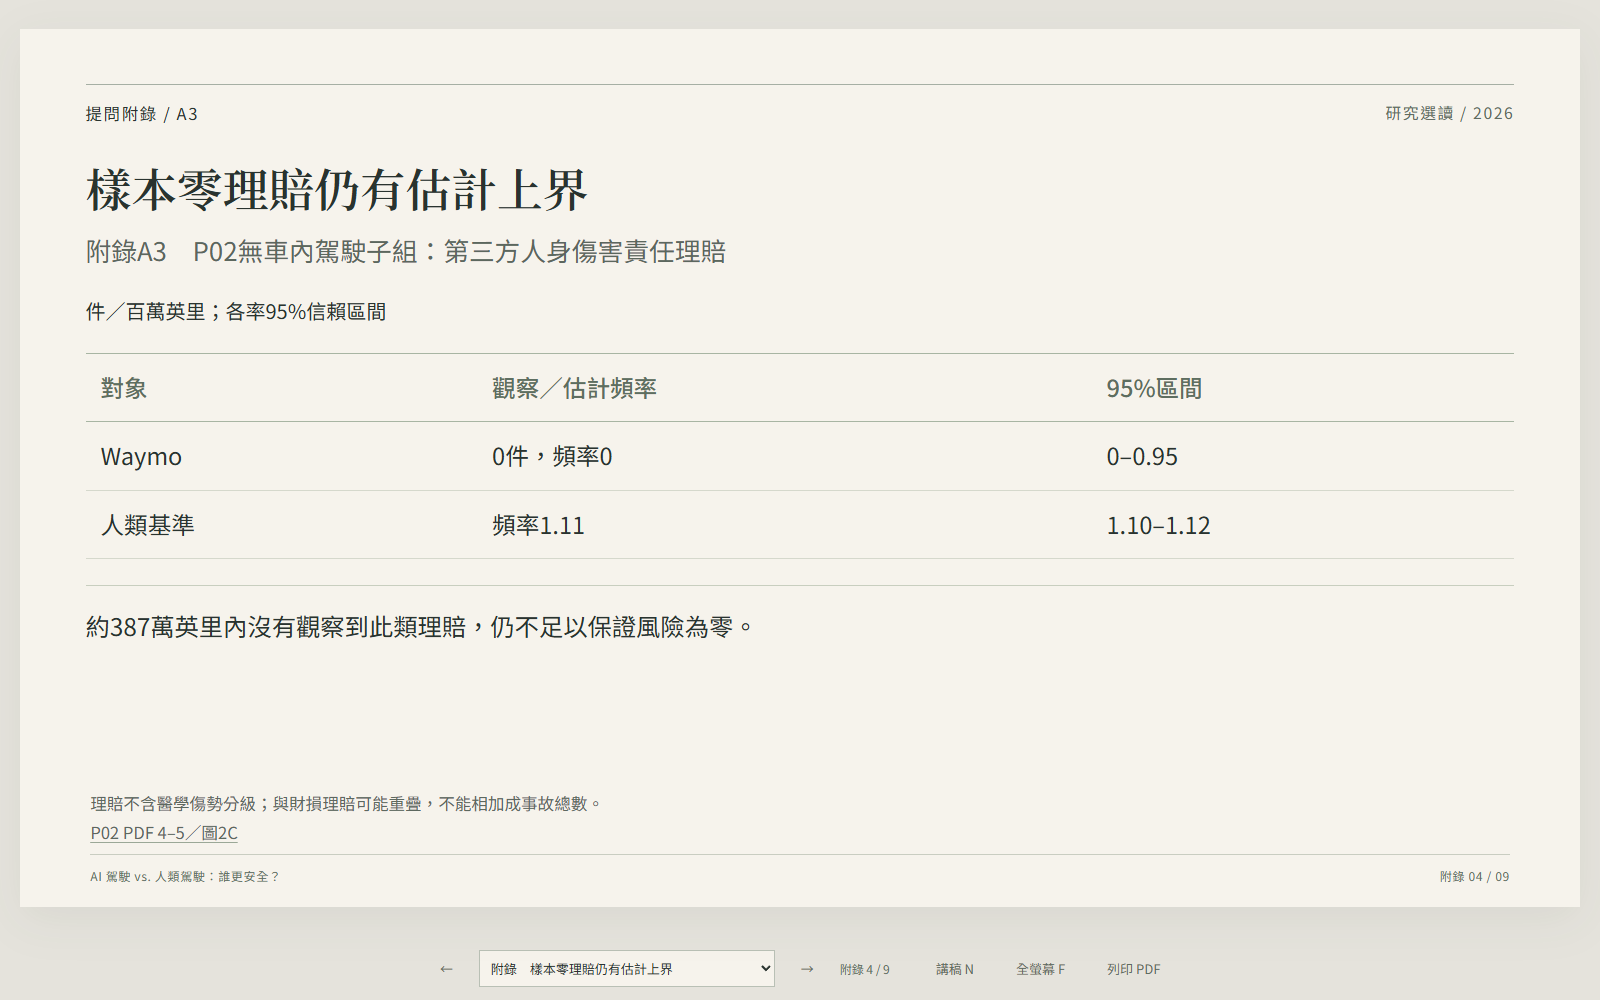 提問附錄 / A3
研究選讀 / 2026
樣本零理賠仍有估計上界
附錄A3　P02無車內駕駛子組：第三方人身傷害責任理賠
件／百萬英里；各率95%信賴區間
對象　觀察／估計頻率　95%區間
Waymo　0件，頻率0　0–0.95
人類基準　頻率1.11　1.10–1.12
約387萬英里內沒有觀察到此類理賠，仍不足以保證風險為零。
理賠不含醫學傷勢分級；與財損理賠可能重疊，不能相加成事故總數。
P02 PDF 4–5／圖2C
AI 駕駛 vs. 人類駕駛：誰更安全？
附錄 04 / 09
← 附錄　樣本零理賠仍有估計上界 → 附錄 4 / 9 講稿 N 全螢幕 F 列印 PDF